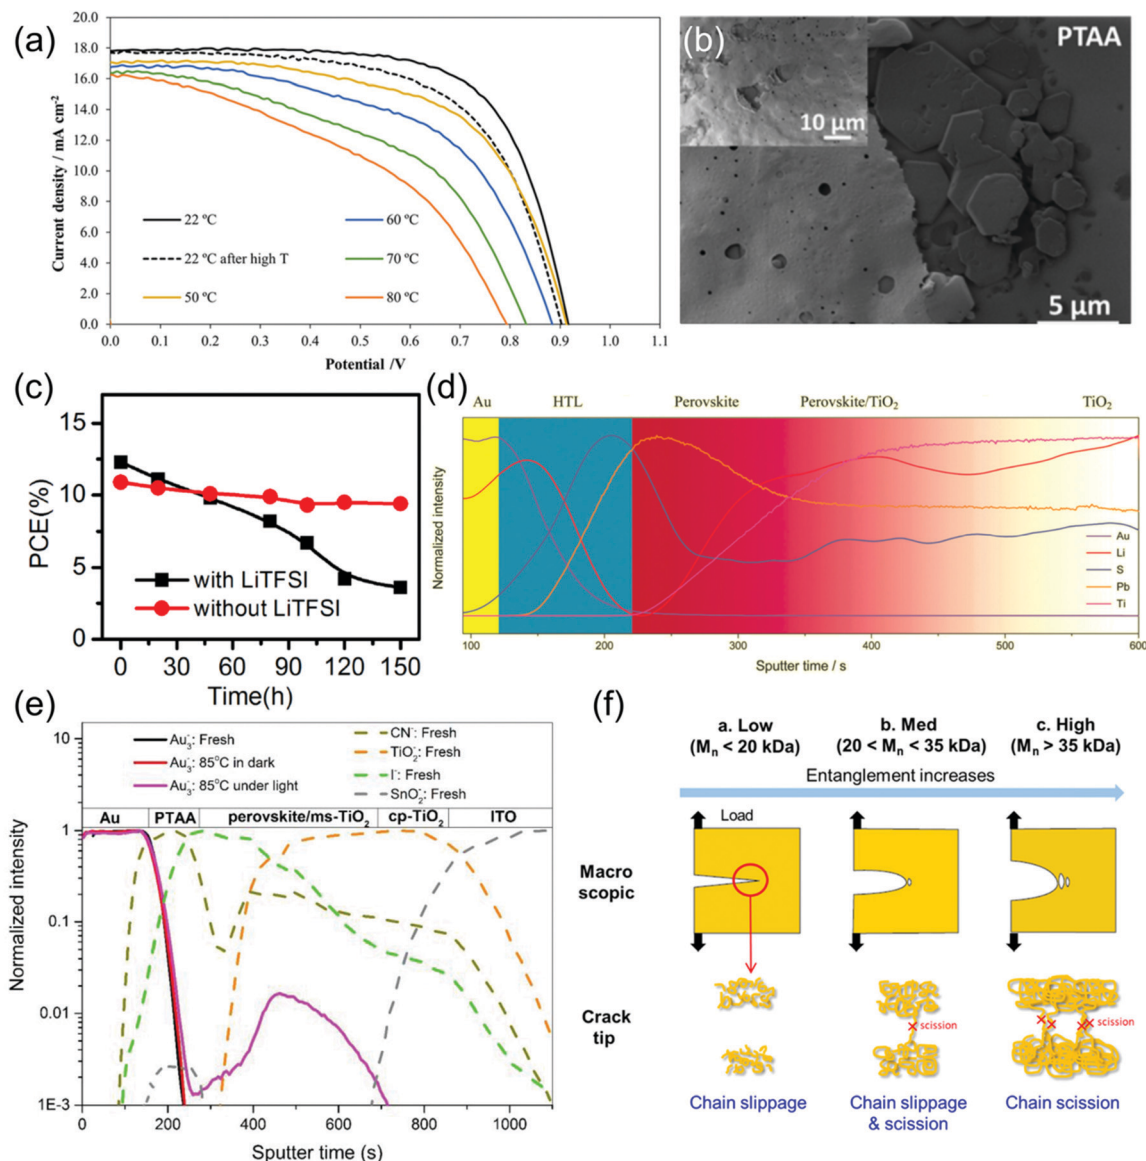 (a)
20.0
18.0
16.0
14.0
12.0
10.0
8.0
6.0
4.0
2.0
0.0
Current density / mA cm⁻²
22 ºC
22 ºC after high T
50 ºC
60 ºC
70 ºC
80 ºC
0.0 0.1 0.2 0.3 0.4 0.5 0.6 0.7 0.8 0.9 1.0 1.1
Potential /V
(b)
PTAA
10 μm
5 μm
(c)
15
10
5
0
PCE(%)
with LiTFSI
without LiTFSI
0 30 60 90 120 150
Time(h)
(d)
Au HTL Perovskite Perovskite/TiO₂ TiO₂
Normalized intensity
Au
Li
S
Pb
Ti
100 200 300 400 500 600
Sputter time / s
(e)
10
1
0.1
0.01
1E-3
Normalized intensity
Au₃⁻: Fresh
Au₃⁻: 85°C in dark
Au₃⁻: 85°C under light
CN⁻: Fresh
TiO₂⁻: Fresh
I⁻: Fresh
SnO₂⁻: Fresh
Au PTAA perovskite/ms-TiO₂ cp-TiO₂ ITO
0 200 400 600 800 1000
Sputter time (s)
(f)
a. Low b. Med c. High
(Mₙ < 20 kDa) (20 < Mₙ < 35 kDa) (Mₙ > 35 kDa)
Entanglement increases
Load
Macro
scopic
Crack
tip
scission
scission
Chain slippage Chain slippage Chain scission
& scission